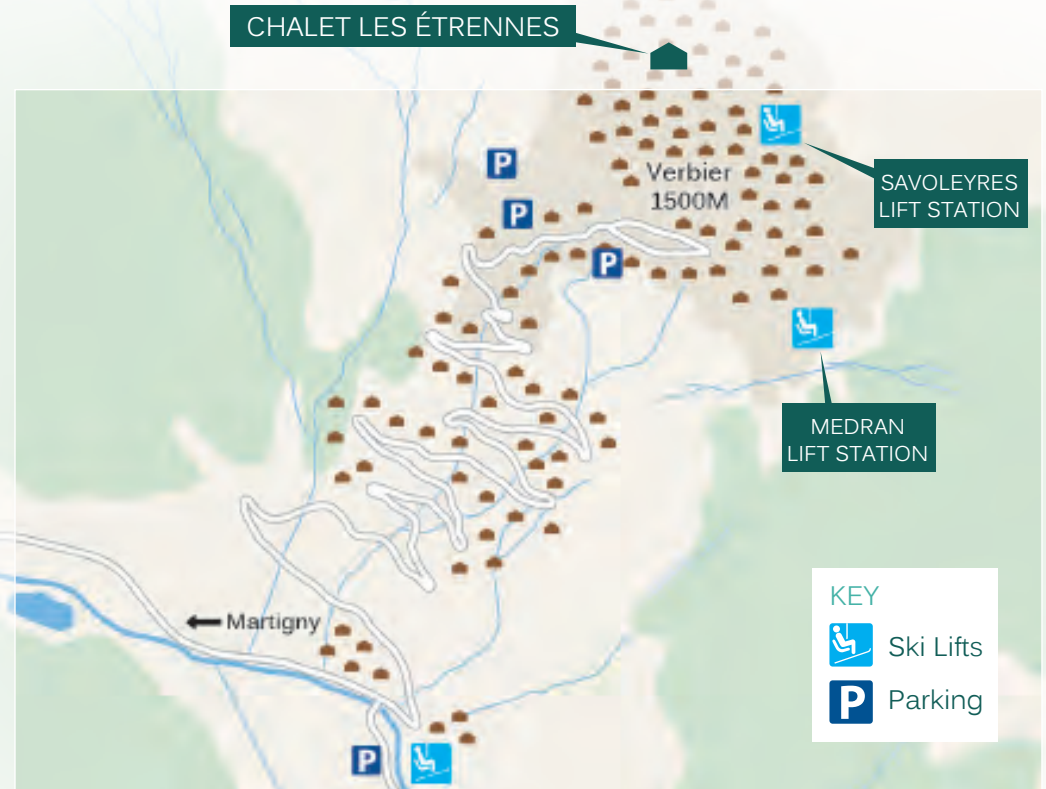 CHALET LES ÉTRENNES
P
Verbier
1500M
SAVOLEYRES
LIFT STATION
P
P
MEDRAN
LIFT STATION
KEY
Ski Lifts
P Parking
Martigny
P